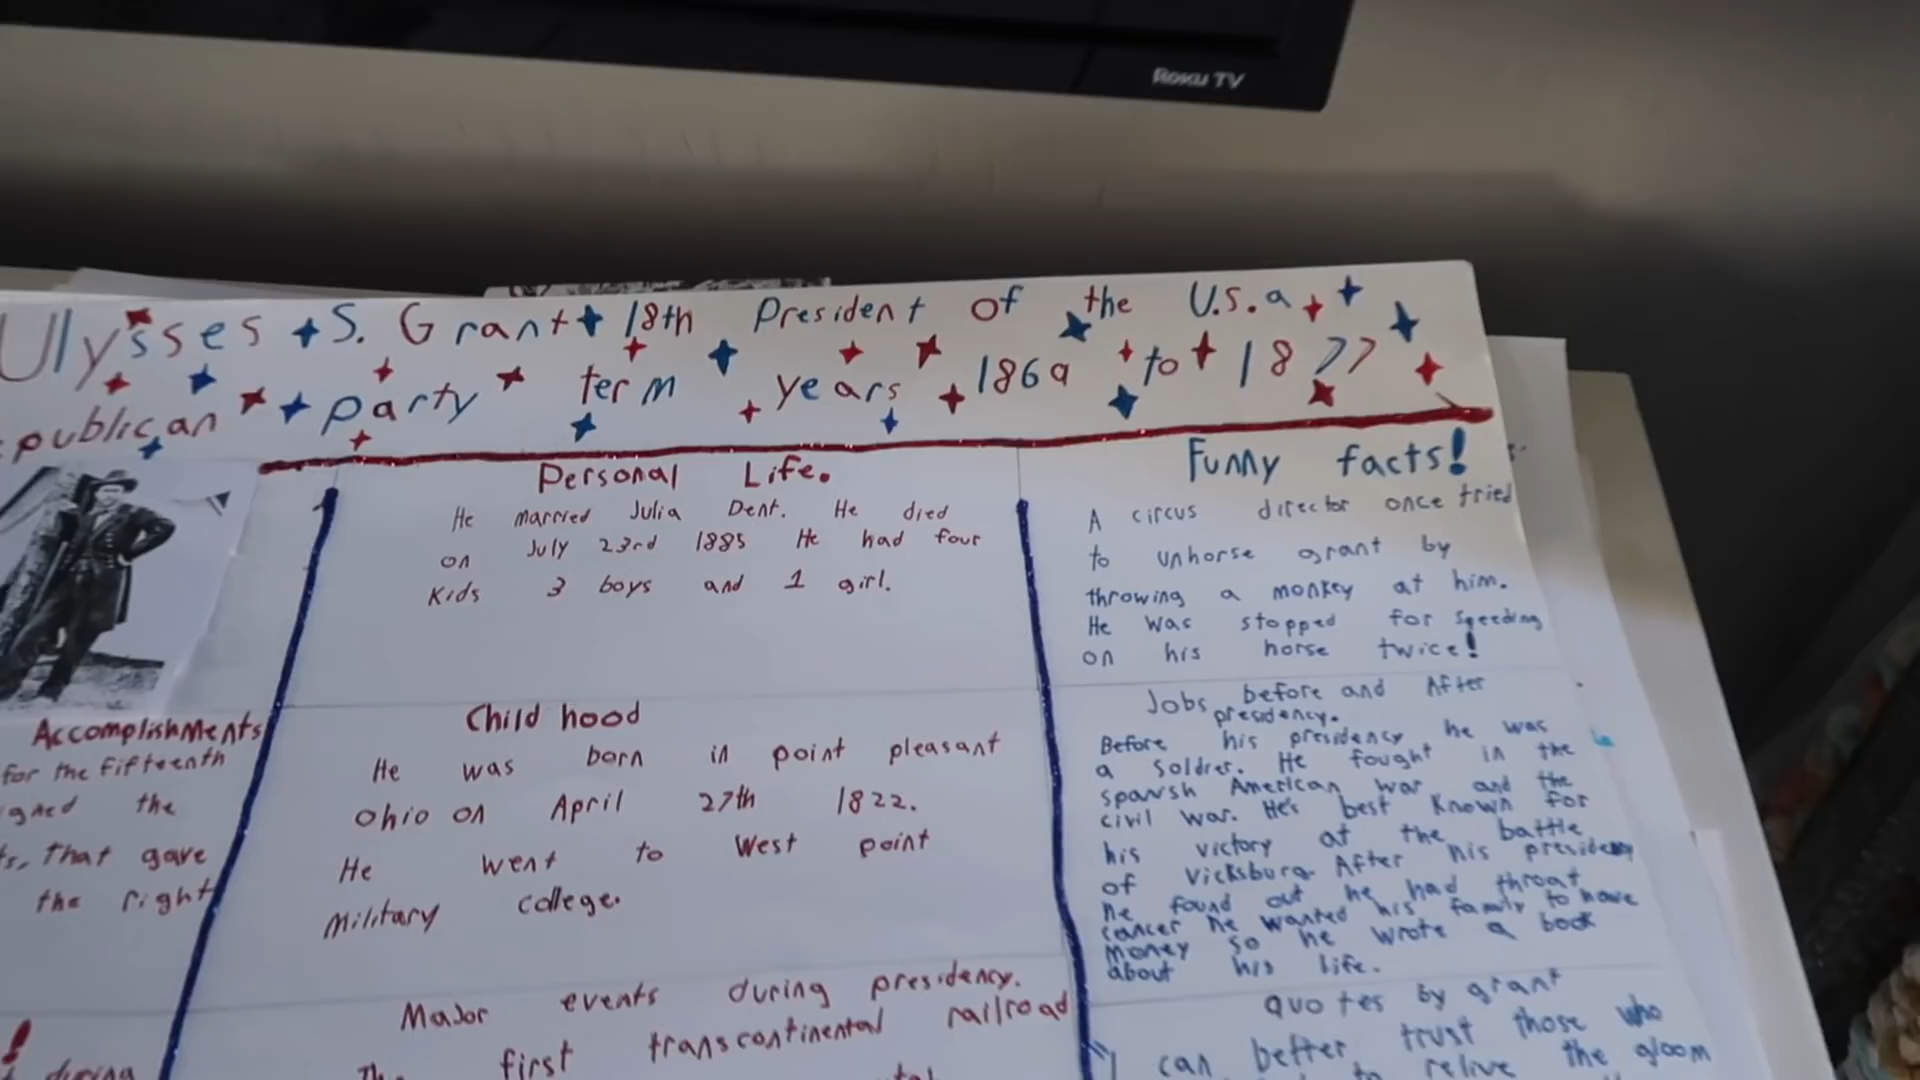 Roku TV
Ulysses S. Grant 18th President of the U.S.a
publican party term years 1869 to 1877
Personal Life.
He married Julia Dent. He died
on July 23rd 1885 He had four
Kids 3 boys and 1 girl.
Funny facts!
A circus director once tried
to unhorse grant by
throwing a monkey at him.
He was stopped for speeding
on his horse twice!
Accomplishments
for the fifteenth
gned the
ts, that gave
the right
during
Child hood
He was born in point pleasant
Ohio on April 27th 1822.
He went to West point
Military college.
Major events during presidency.
The first transcontinental railroad
Jobs before and After
presidency.
Before his presidency he was
a soldier. He fought in the
spanish American war and the
civil war. He's best known for
his victory at the battle
of Vicksburg. After his presidency
he found out he had throat
cancer he wanted his family to have
money so he wrote a book
about his life.
quotes by grant
I can better trust those who
to relive the gloom